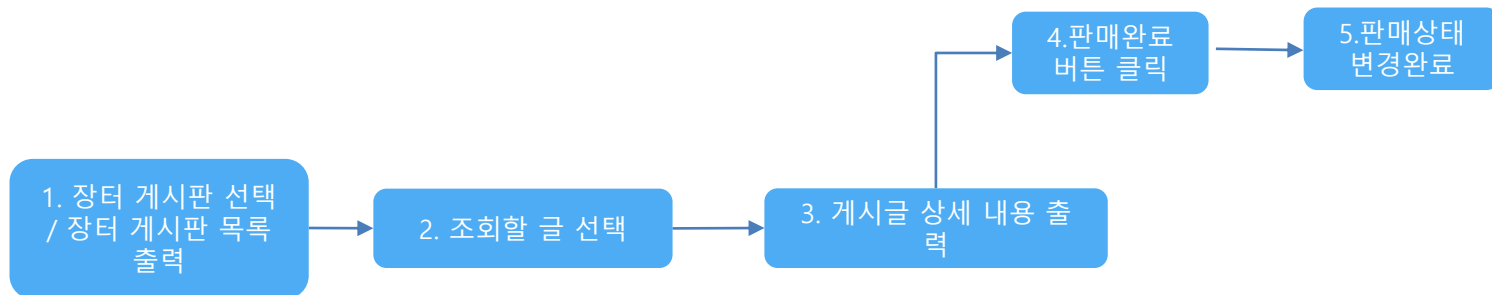 1. 장터 게시판 선택
/ 장터 게시판 목록
출력
2. 조회할 글 선택
3. 게시글 상세 내용 출
력
4.판매완료
버튼 클릭
5.판매상태
변경완료